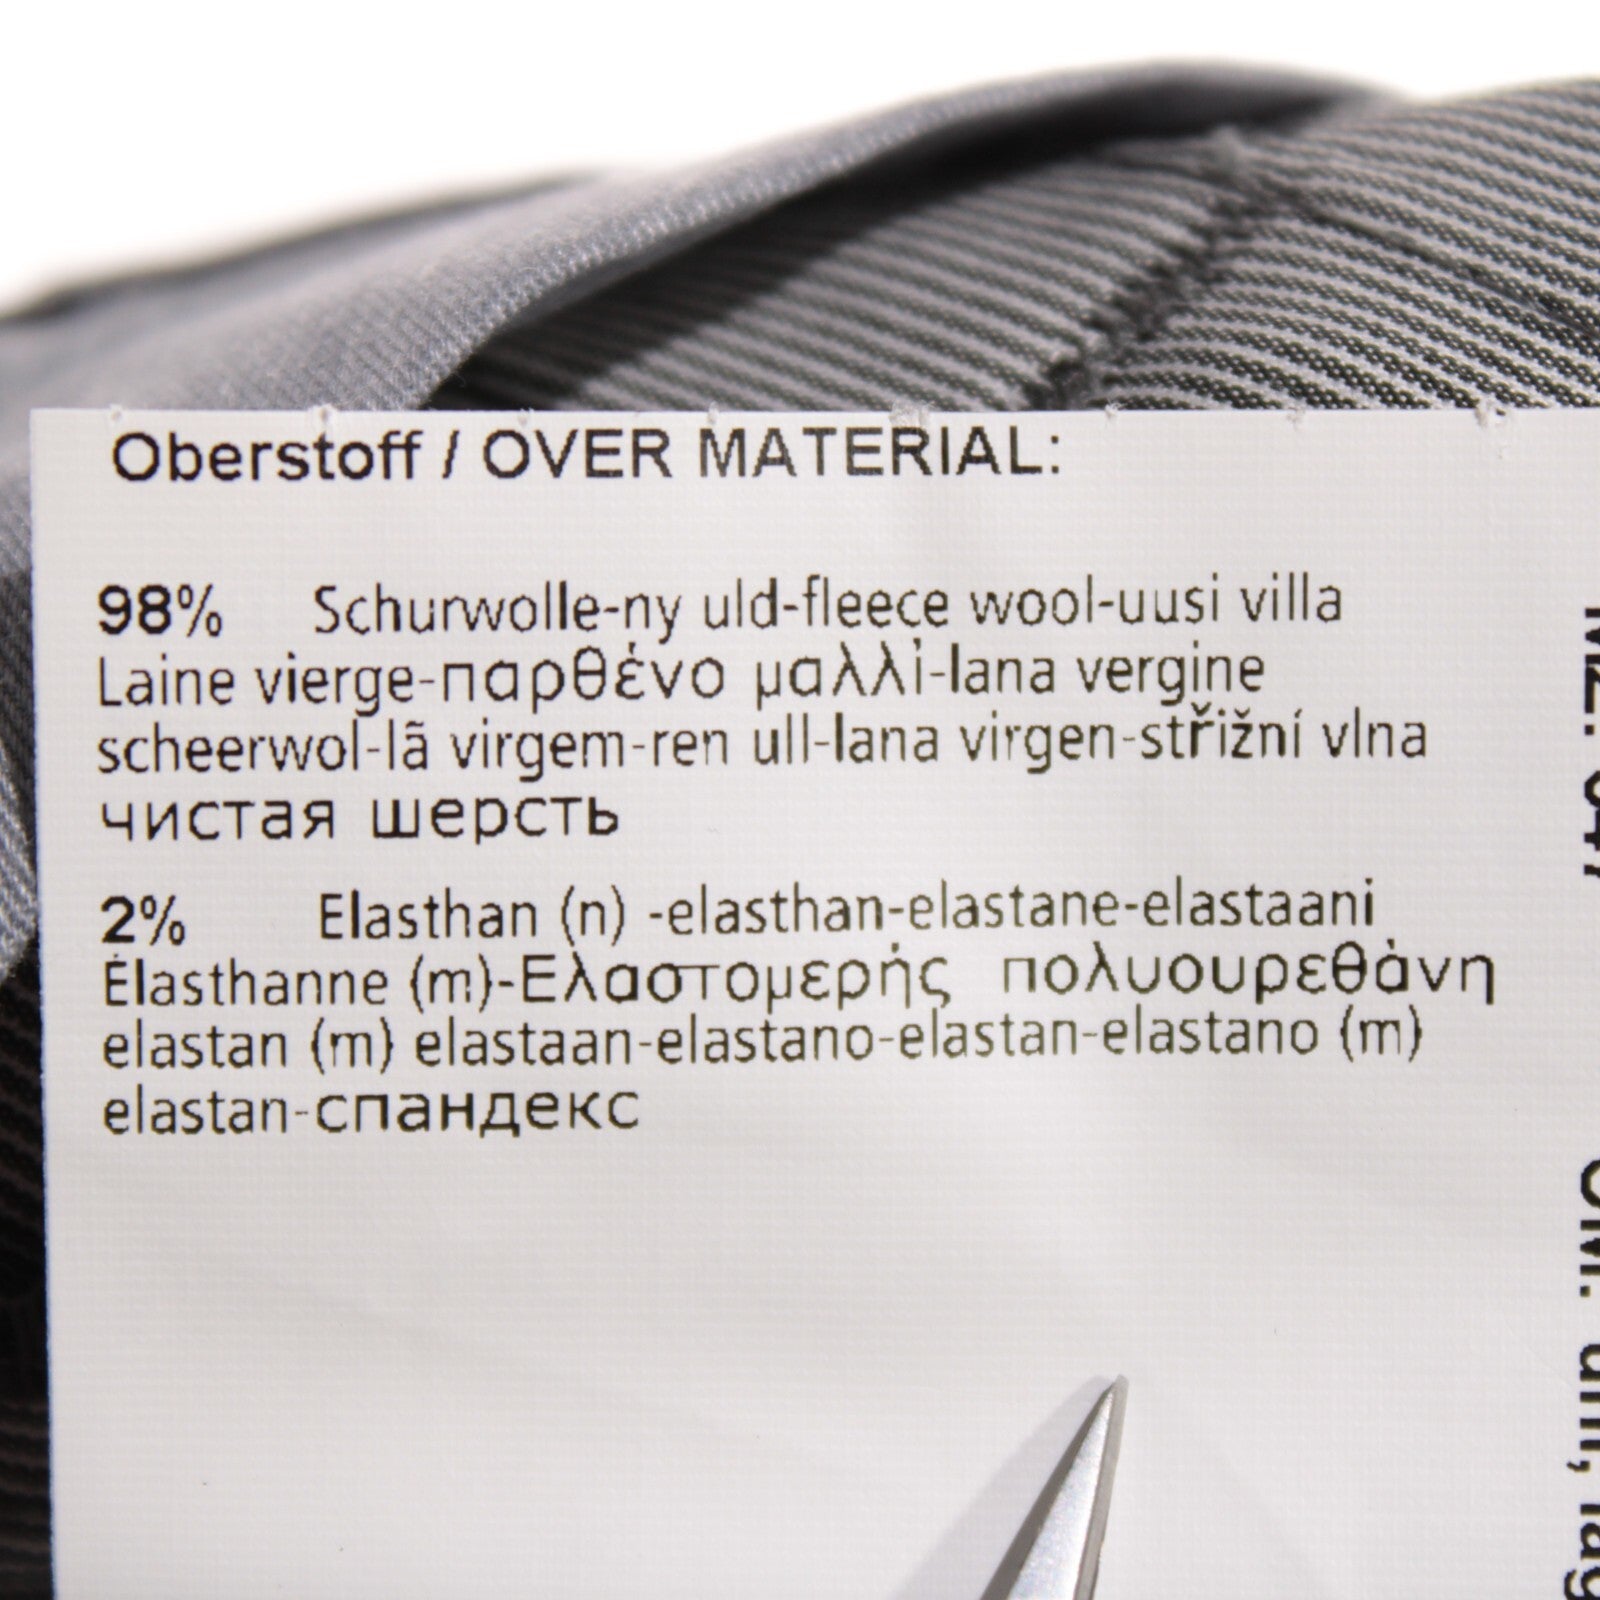 Oberstoff / OVER MATERIAL:
98% Schurwolle-ny uld-fleece wool-uusi villa
Laine vierge-παρθένο μαλλί-lana vergine
scheerwol-lã virgem-ren ull-lana virgen-střižní vlna
чистая шерсть
2% Elasthan (n) -elasthan-elastane-elastaani
Élasthanne (m)-Ελαστομερής πολυουρεθάνη
elastan (m) elastaan-elastano-elastan-elastano (m)
elastan-спандекс